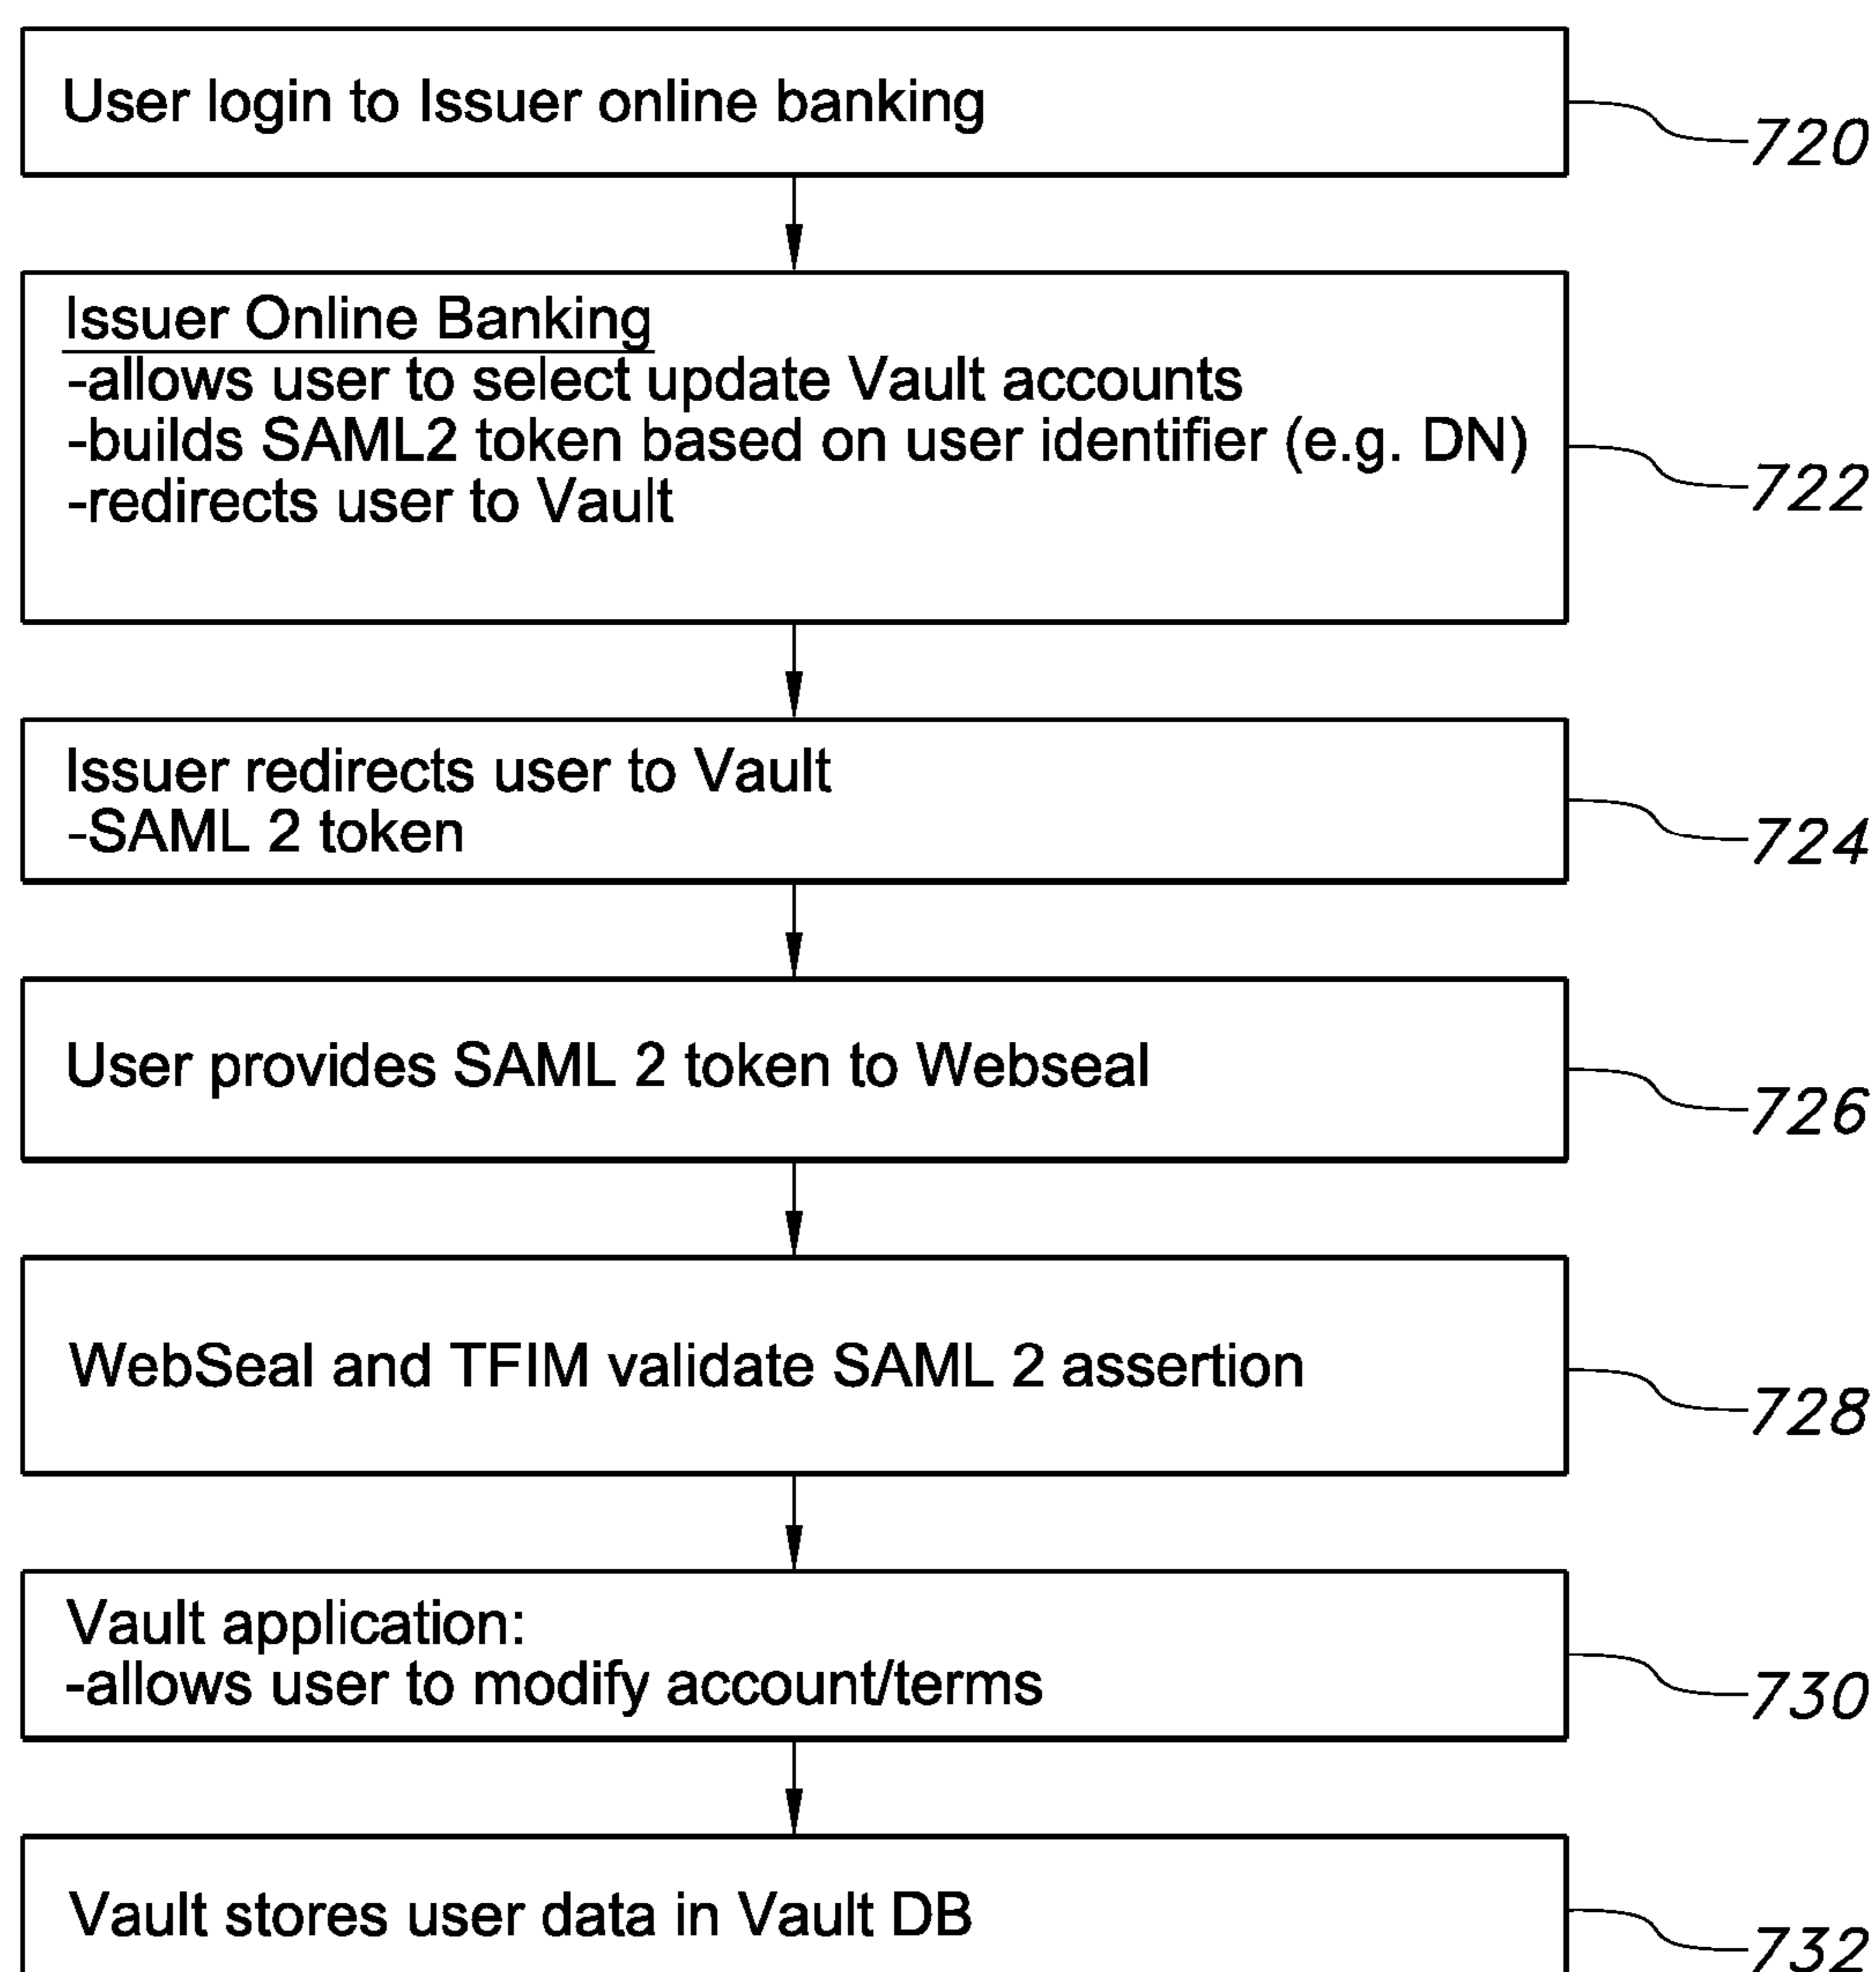 User login to Issuer online banking
720
Issuer Online Banking
-allows user to select update Vault accounts
-builds SAML2 token based on user identifier (e.g. DN)
-redirects user to Vault
722
Issuer redirects user to Vault
-SAML 2 token
724
User provides SAML 2 token to Webseal
726
WebSeal and TFIM validate SAML 2 assertion
728
Vault application:
-allows user to modify account/terms
730
Vault stores user data in Vault DB
732